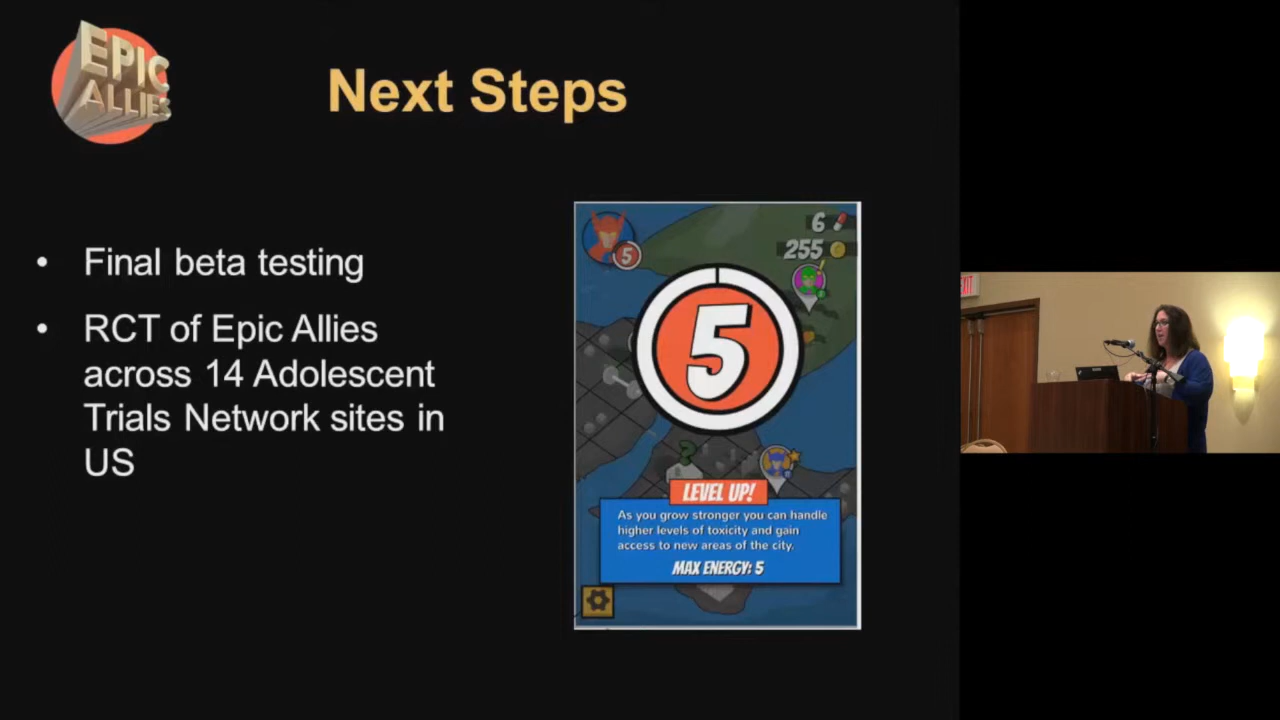 EPIC
ALLIES
Next Steps
• Final beta testing
• RCT of Epic Allies
across 14 Adolescent
Trials Network sites in
US
6
255
5
5
LEVEL UP!
As you grow stronger you can handle
higher levels of toxicity and gain
access to new areas of the city.
MAX ENERGY: 5